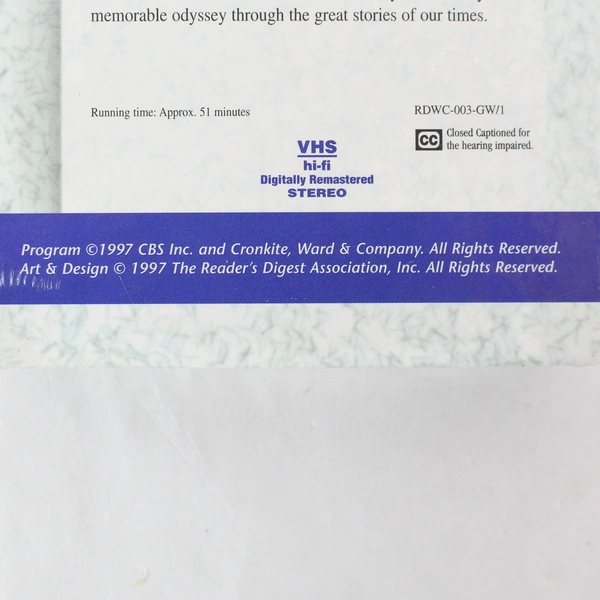 memorable odyssey through the great stories of our times.
Running time: Approx. 51 minutes
RDWC-003-GW/1
CC Closed Captioned for
the hearing impaired.
VHS
hi-fi
Digitally Remastered
STEREO
Program ©1997 CBS Inc. and Cronkite, Ward & Company. All Rights Reserved.
Art & Design © 1997 The Reader's Digest Association, Inc. All Rights Reserved.